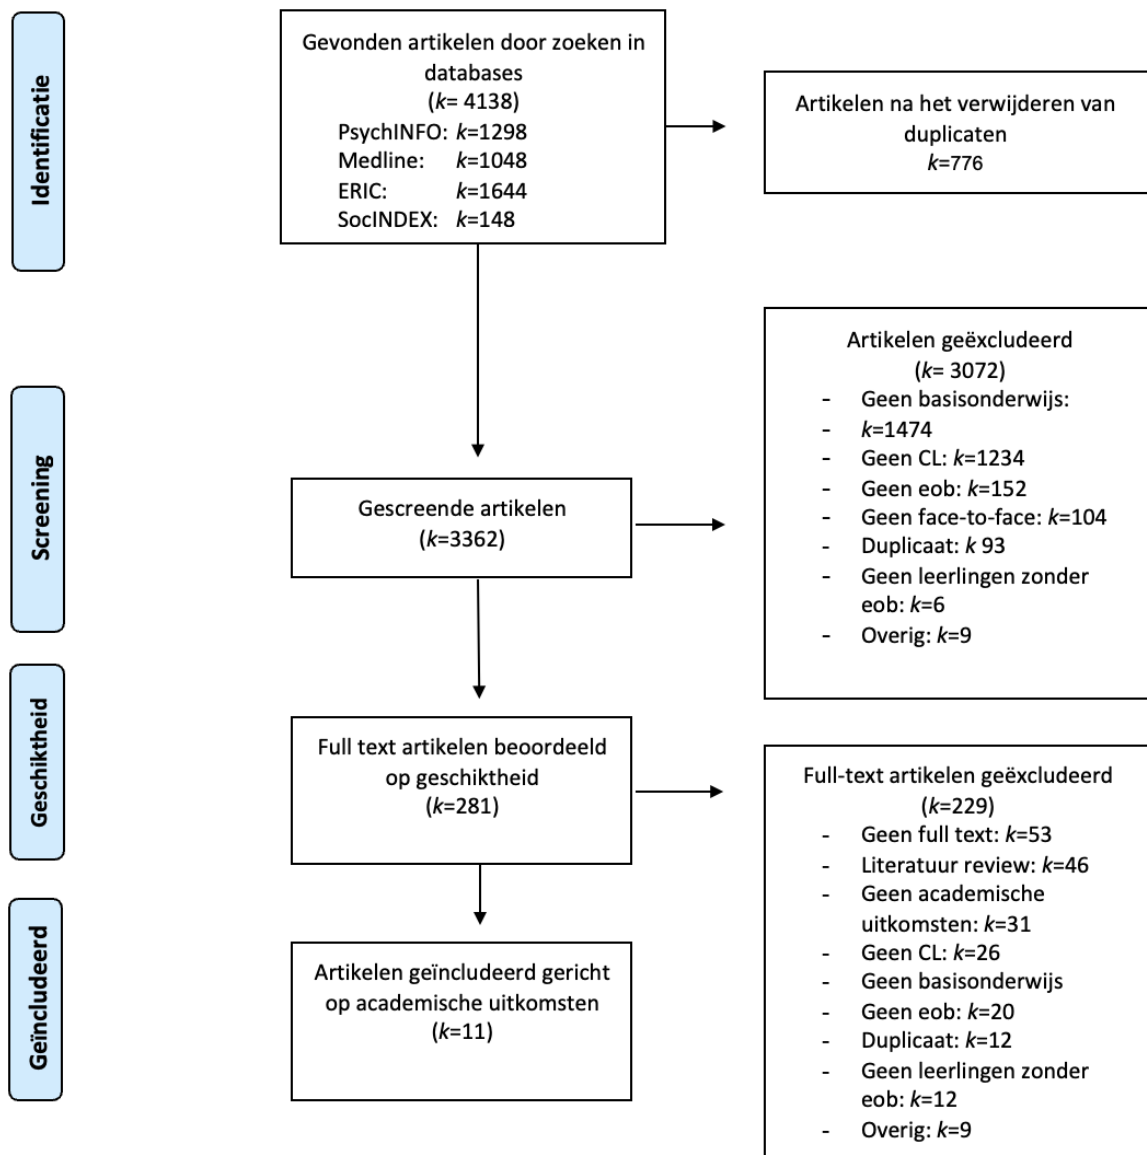 Identificatie
Gevonden artikelen door zoeken in
databases
(k= 4138)
PsychINFO: k=1298
Medline: k=1048
ERIC: k=1644
SocINDEX: k=148
Artikelen na het verwijderen van
duplicaten
k=776
Screening
Gescreende artikelen
(k=3362)
Artikelen geëxcludeerd
(k= 3072)
- Geen basisonderwijs:
- k=1474
- Geen CL: k=1234
- Geen eob: k=152
- Geen face-to-face: k=104
- Duplicaat: k 93
- Geen leerlingen zonder
eob: k=6
- Overig: k=9
Geschiktheid
Full text artikelen beoordeeld
op geschiktheid
(k=281)
Full-text artikelen geëxcludeerd
(k=229)
- Geen full text: k=53
- Literatuur review: k=46
- Geen academische
uitkomsten: k=31
- Geen CL: k=26
- Geen basisonderwijs
- Geen eob: k=20
- Duplicaat: k=12
- Geen leerlingen zonder
eob: k=12
- Overig: k=9
Geïncludeerd
Artikelen geïncludeerd gericht
op academische uitkomsten
(k=11)